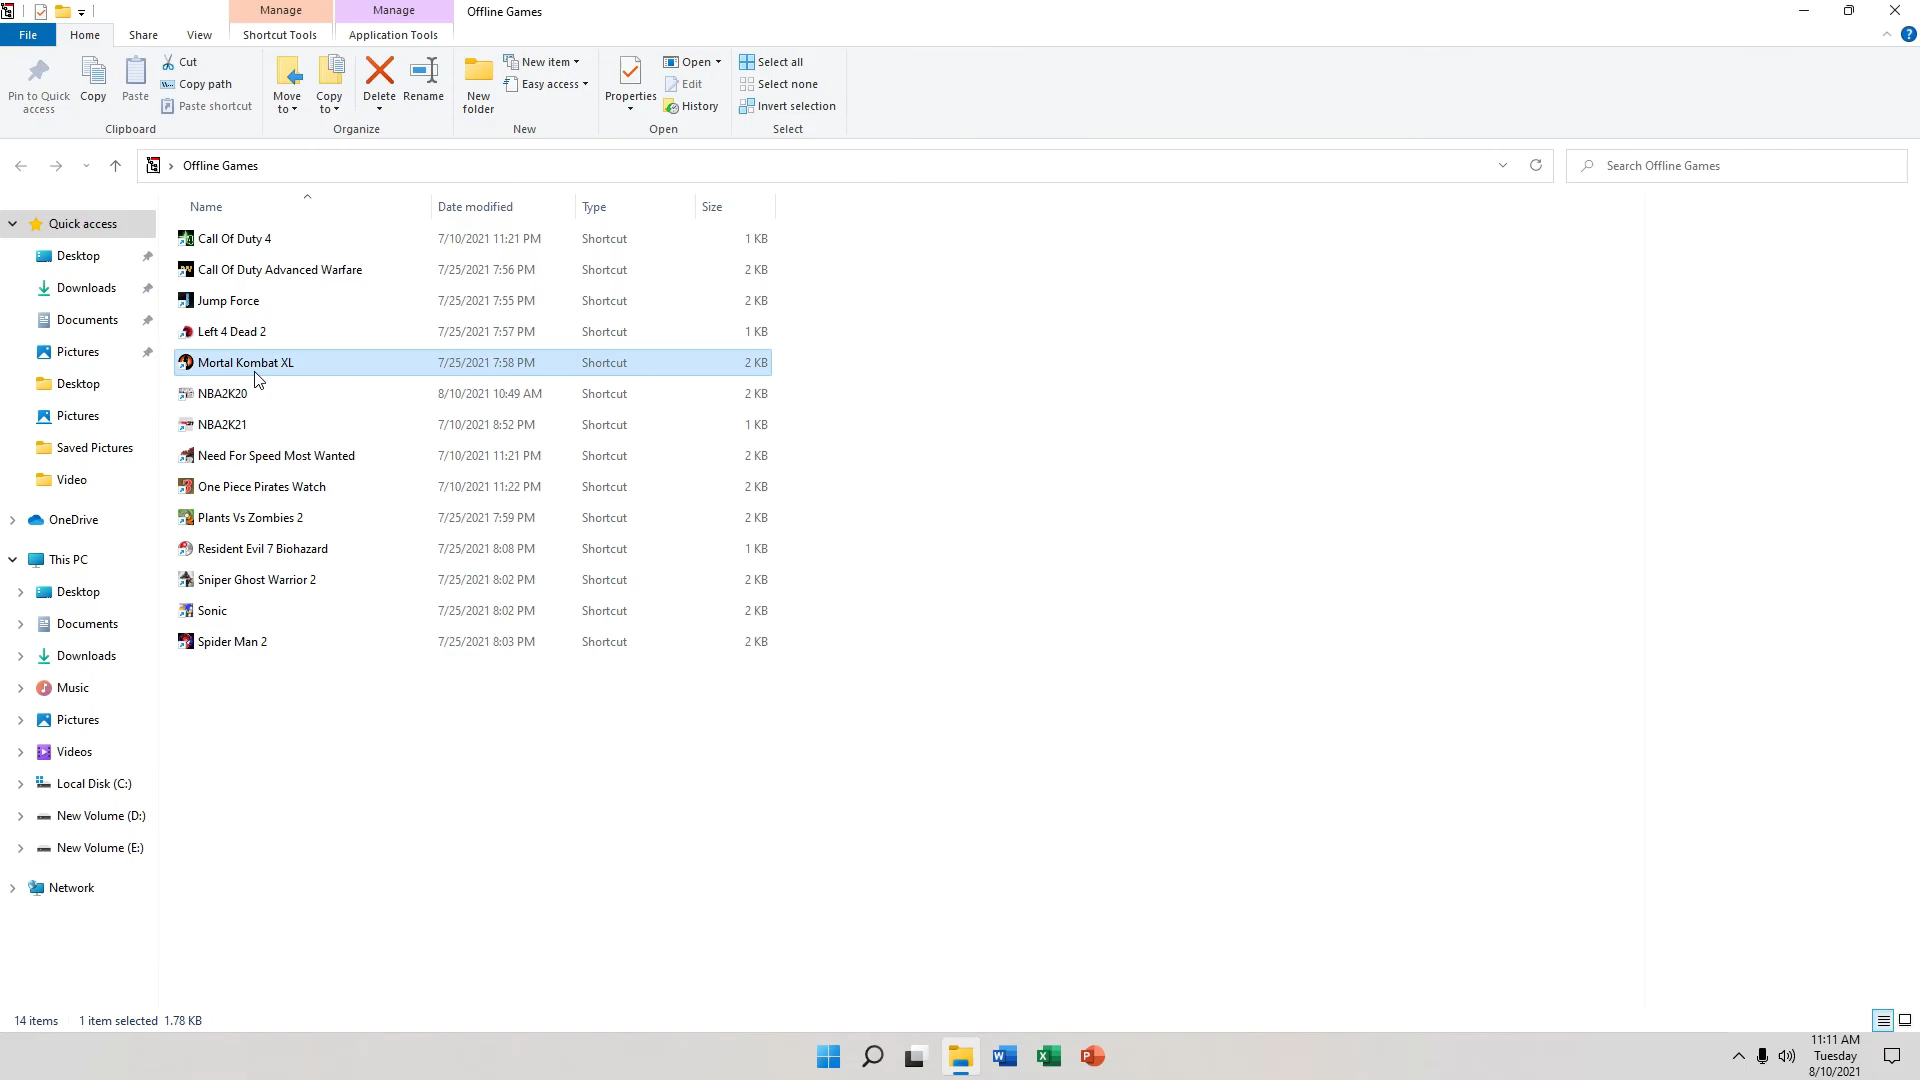 Manage Manage Offline Games
File Home Share View Shortcut Tools Application Tools
Pin to Quick access
Copy
Paste
Cut
Copy path
Paste shortcut
Clipboard
Move to
Copy to
Delete
Rename
Organize
New folder
New item
Easy access
New
Properties
Open
Edit
History
Open
Select all
Select none
Invert selection
Select
Offline Games
Search Offline Games
Name Date modified Type Size
Call Of Duty 4 7/10/2021 11:21 PM Shortcut 1 KB
Call Of Duty Advanced Warfare 7/25/2021 7:56 PM Shortcut 2 KB
Jump Force 7/25/2021 7:55 PM Shortcut 2 KB
Left 4 Dead 2 7/25/2021 7:57 PM Shortcut 1 KB
Mortal Kombat XL 7/25/2021 7:58 PM Shortcut 2 KB
NBA2K20 8/10/2021 10:49 AM Shortcut 2 KB
NBA2K21 7/10/2021 8:52 PM Shortcut 1 KB
Need For Speed Most Wanted 7/10/2021 11:21 PM Shortcut 2 KB
One Piece Pirates Watch 7/10/2021 11:22 PM Shortcut 2 KB
Plants Vs Zombies 2 7/25/2021 7:59 PM Shortcut 2 KB
Resident Evil 7 Biohazard 7/25/2021 8:08 PM Shortcut 1 KB
Sniper Ghost Warrior 2 7/25/2021 8:02 PM Shortcut 2 KB
Sonic 7/25/2021 8:02 PM Shortcut 2 KB
Spider Man 2 7/25/2021 8:03 PM Shortcut 2 KB
Quick access
Desktop
Downloads
Documents
Pictures
Desktop
Pictures
Saved Pictures
Video
OneDrive
This PC
Desktop
Documents
Downloads
Music
Pictures
Videos
Local Disk (C:)
New Volume (D:)
New Volume (E:)
Network
14 items 1 item selected 1.78 KB
11:11 AM
Tuesday
8/10/2021